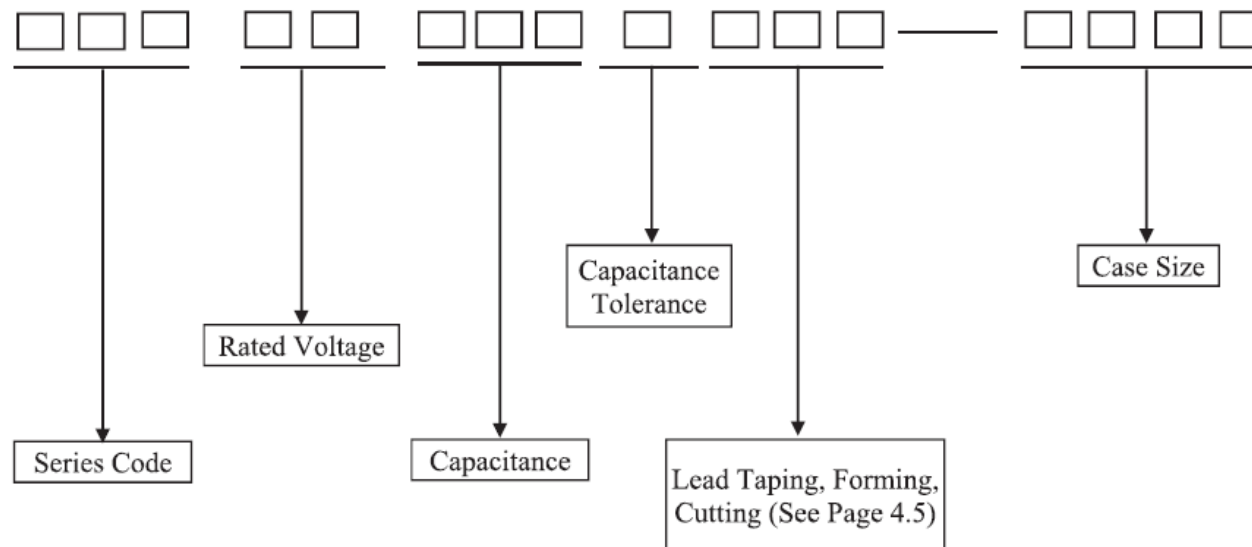 Capacitance
Tolerance
Case Size
Rated Voltage
Series Code
Capacitance
Lead Taping, Forming,
Cutting (See Page 4.5)